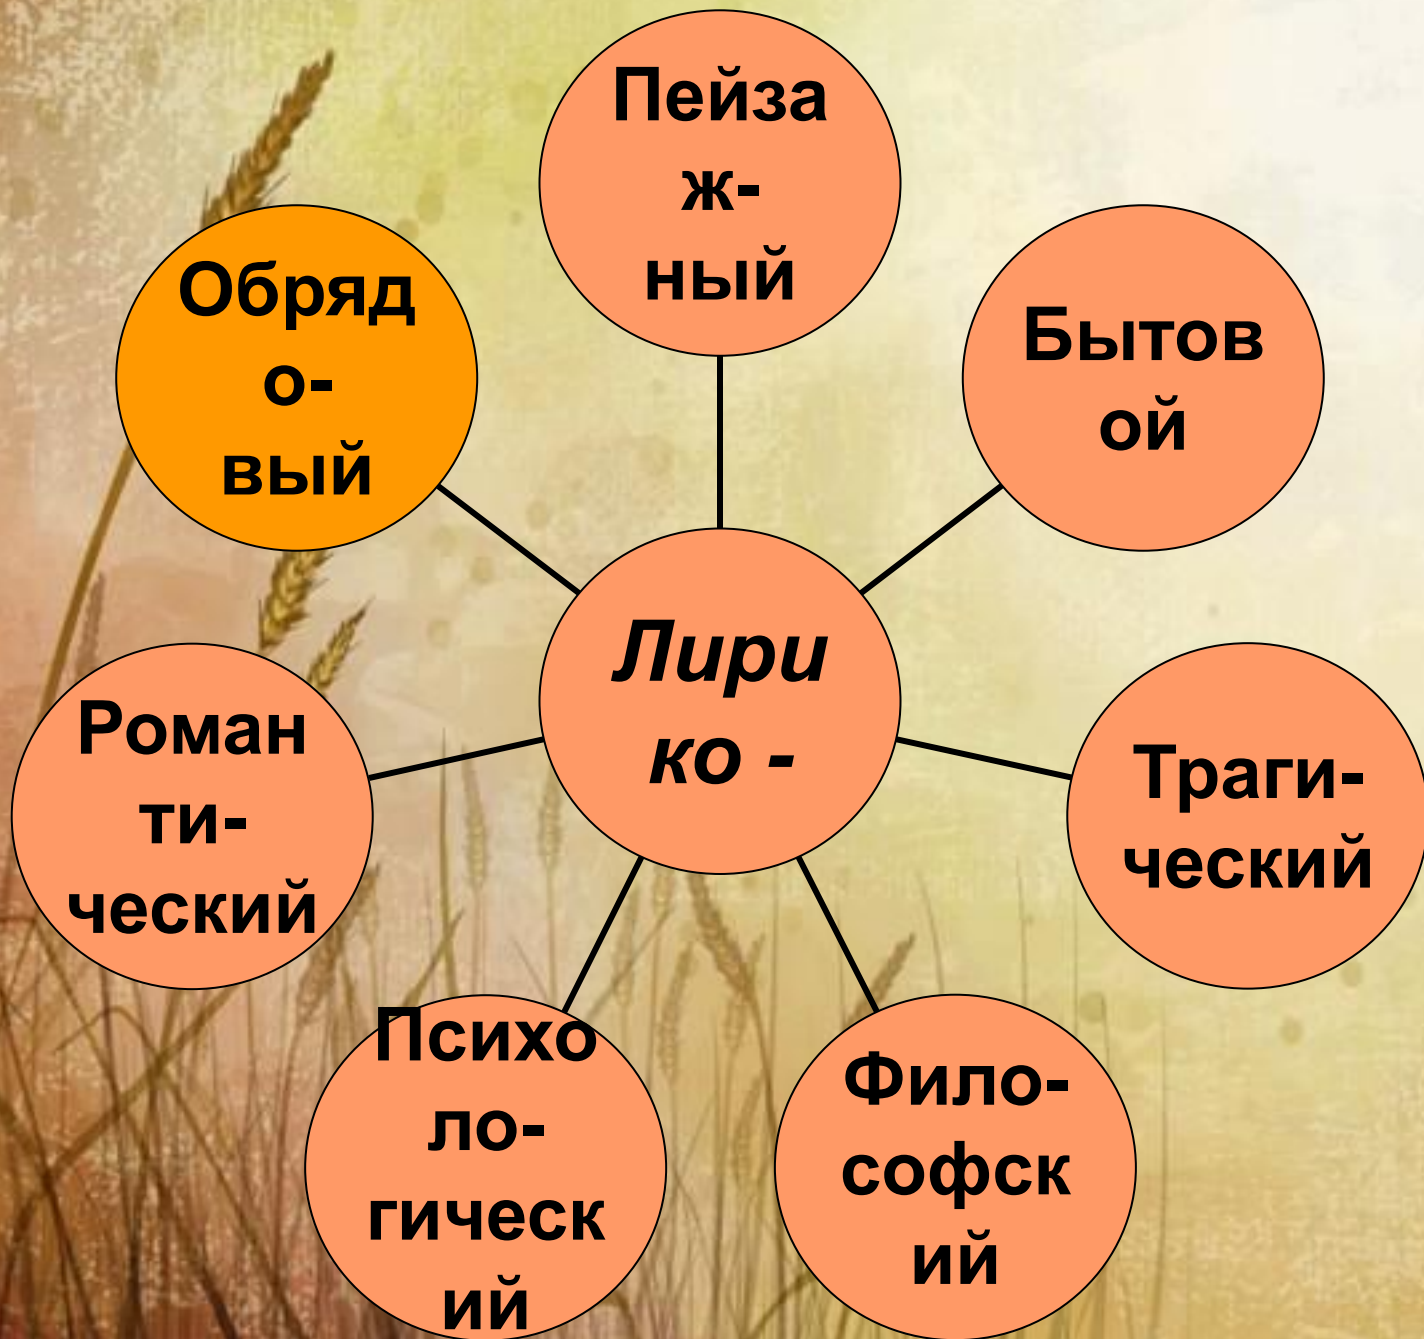 Пейза
ж-
ный
Обряд
о-
вый
Бытов
ой
Лири
ко -
Роман
ти-
ческий
Траги-
ческий
Психо
ло-
гическ
ий
Фило-
софск
ий